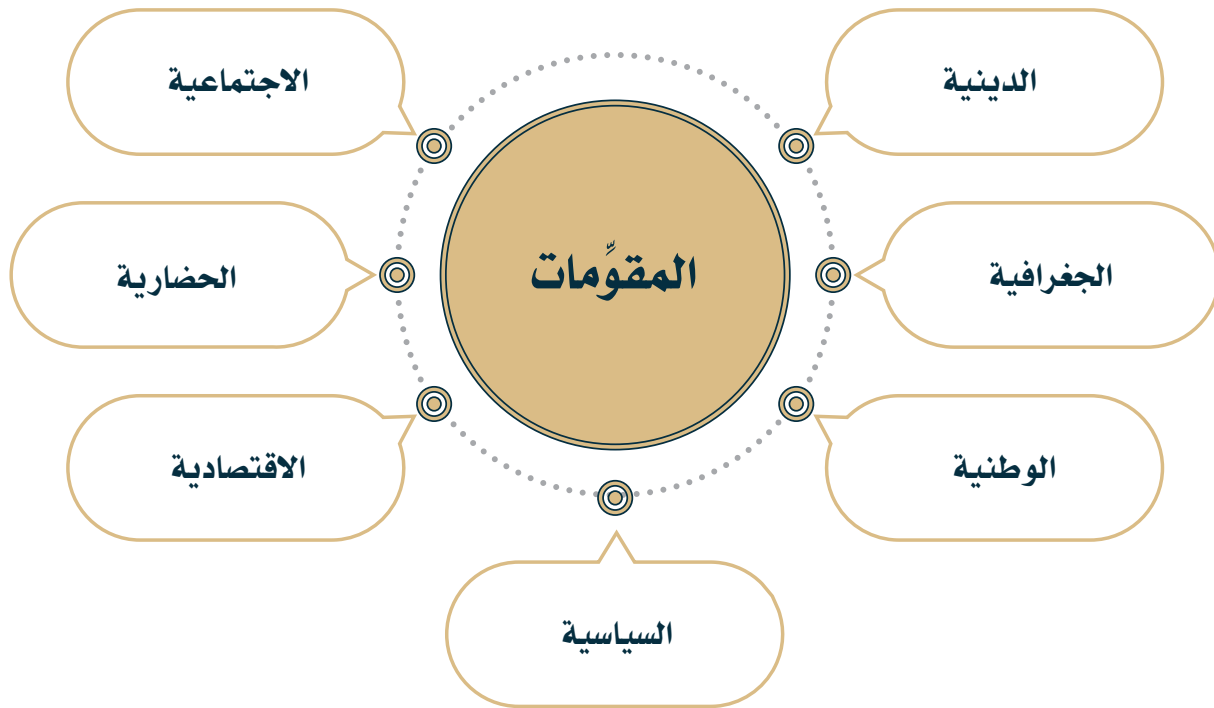 المقوِّمات
الدينية
الجغرافية
الوطنية
السياسية
الاقتصادية
الحضارية
الاجتماعية